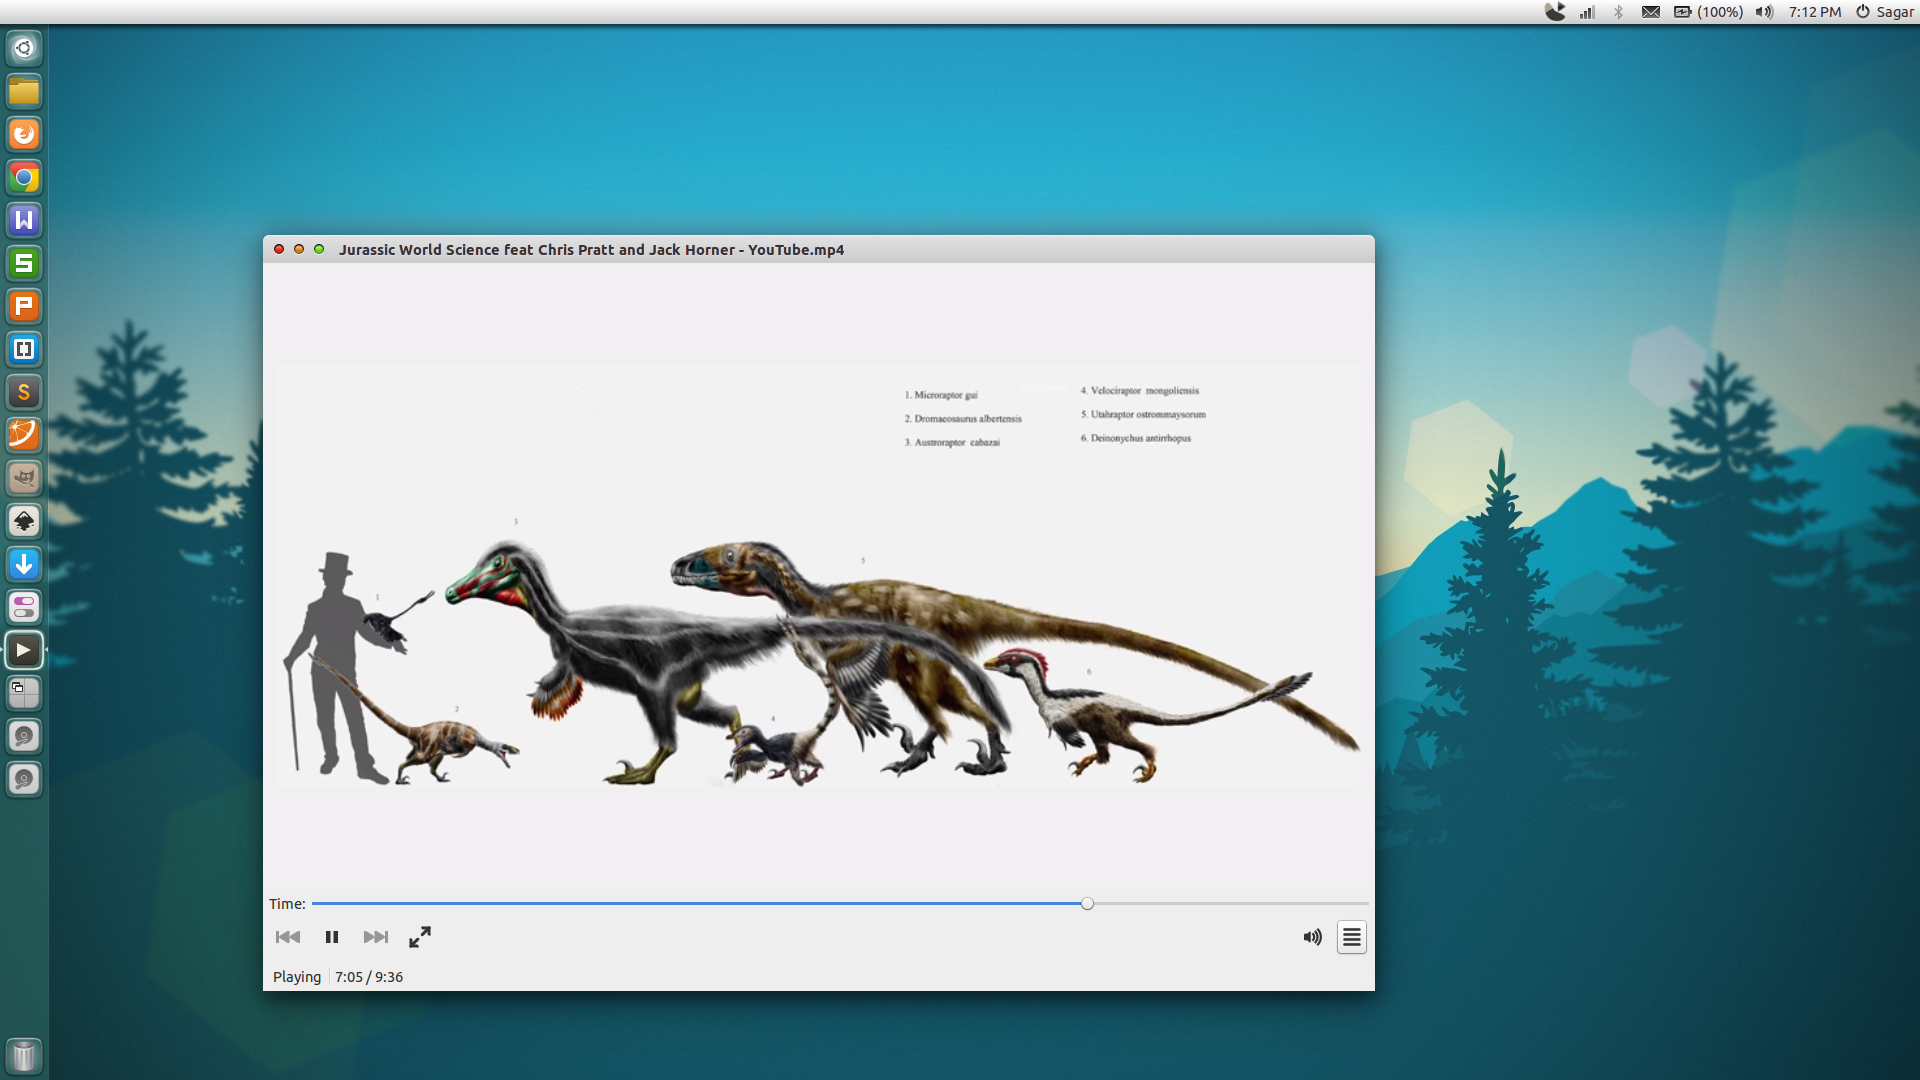 (100%) 7:12 PM Sagar
Jurassic World Science feat Chris Pratt and Jack Horner - YouTube.mp4
1. Microraptor gui
2. Dromaeosaurus albertensis
3. Austroraptor cabazai
4. Velociraptor mongoliensis
5. Utahraptor ostrommaysorum
6. Deinonychus antirrhopus
3
5
1
6
2
4
Time:
Playing 7:05 / 9:36